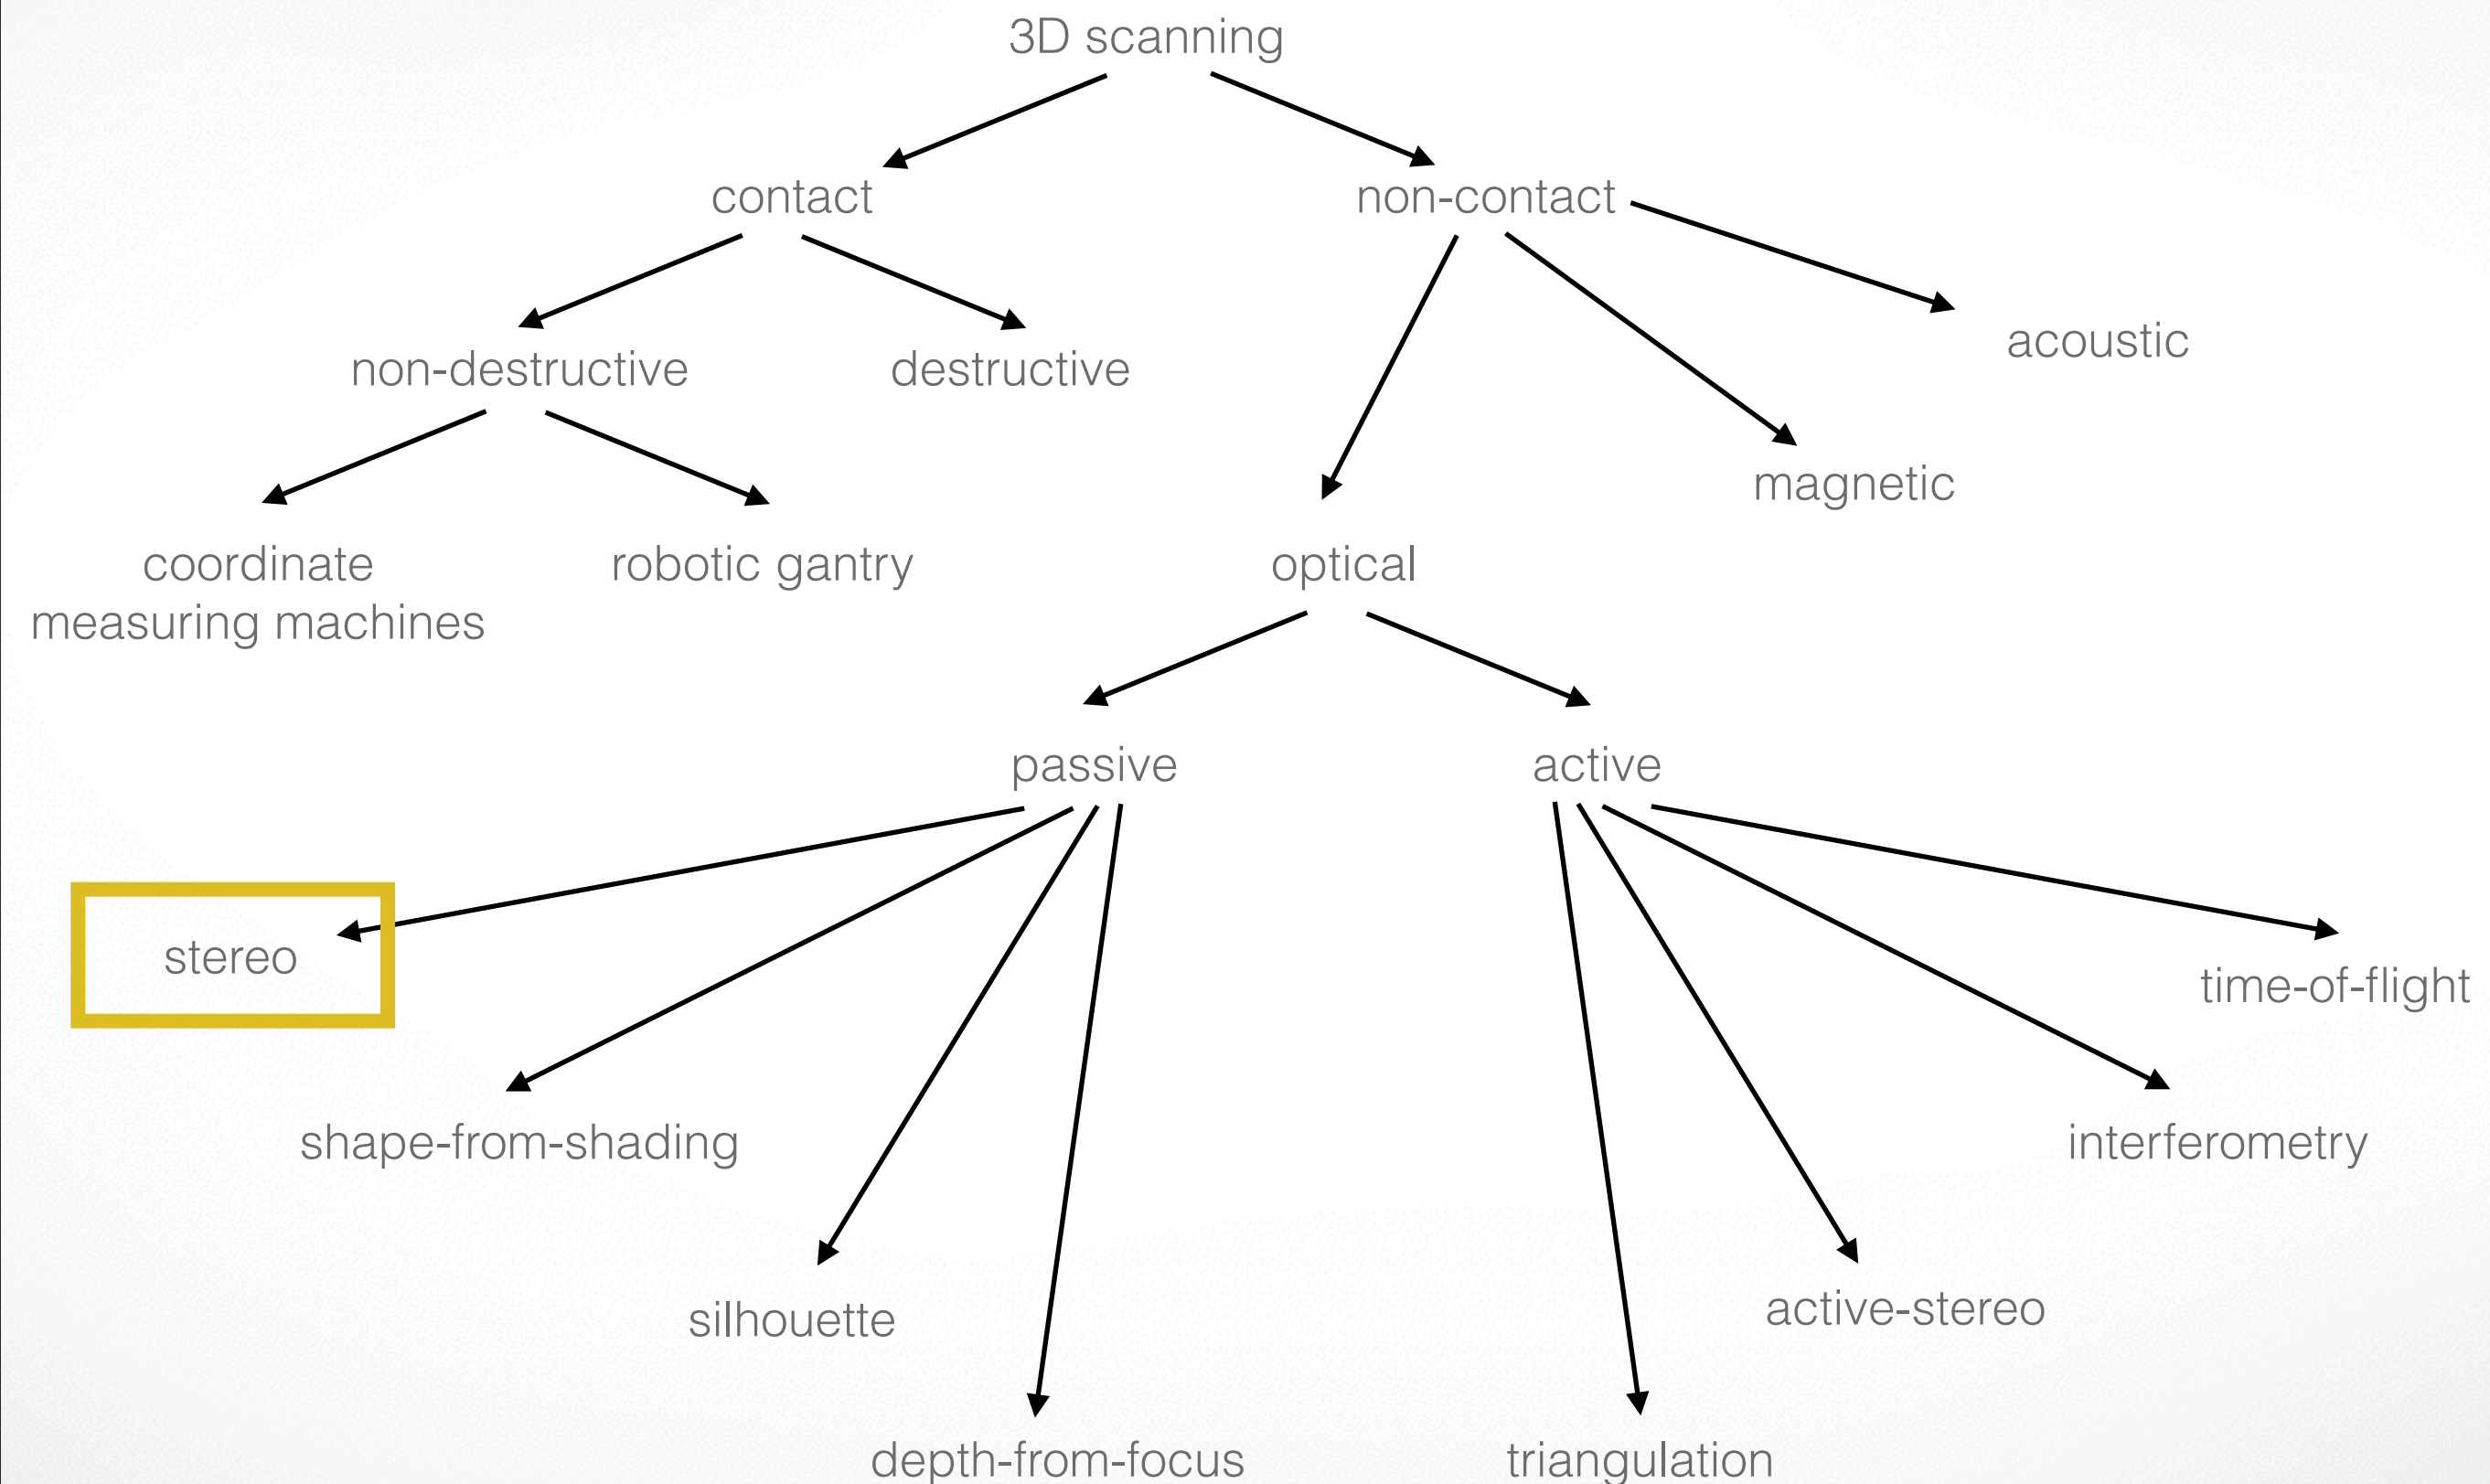 3D scanning
contact
non-contact
non-destructive
destructive
acoustic
magnetic
coordinate
measuring machines
robotic gantry
optical
passive
active
stereo
time-of-flight
shape-from-shading
interferometry
silhouette
active-stereo
depth-from-focus
triangulation